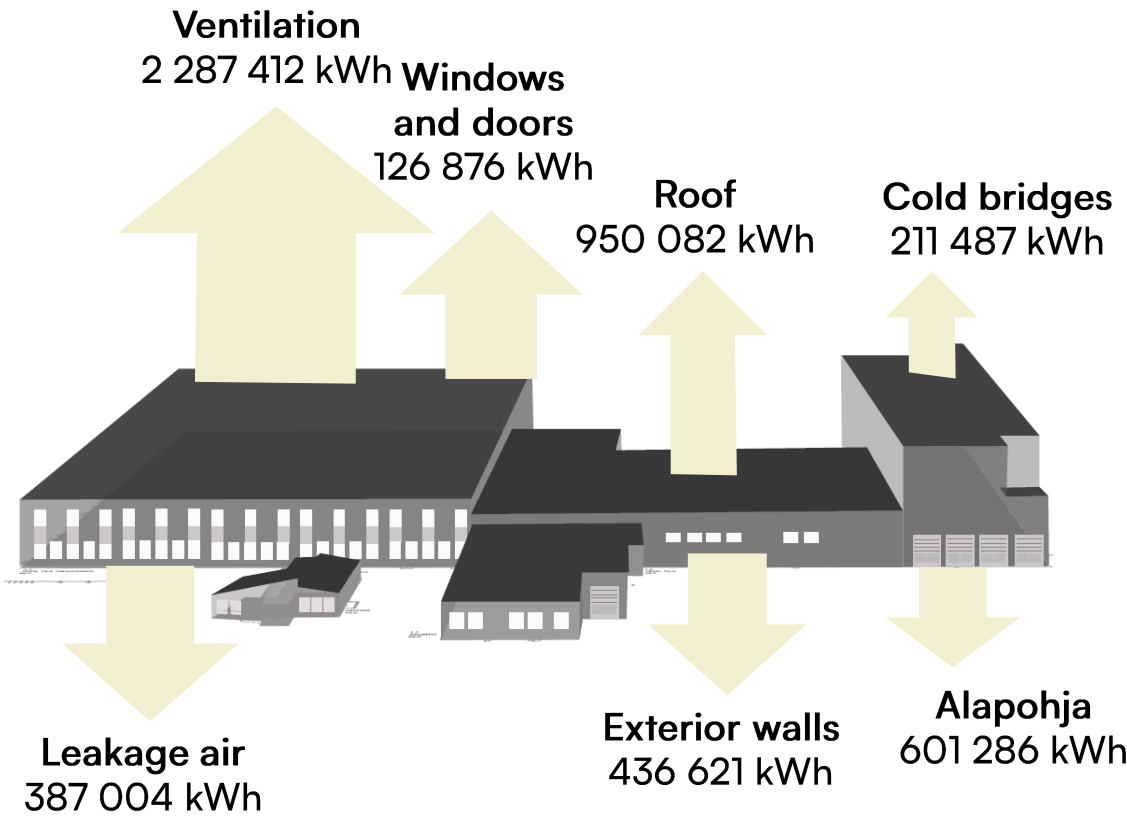 Ventilation
2 287 412 kWh
Windows
and doors
126 876 kWh
Roof
950 082 kWh
Cold bridges
211 487 kWh
Leakage air
387 004 kWh
Exterior walls
436 621 kWh
Alapohja
601 286 kWh